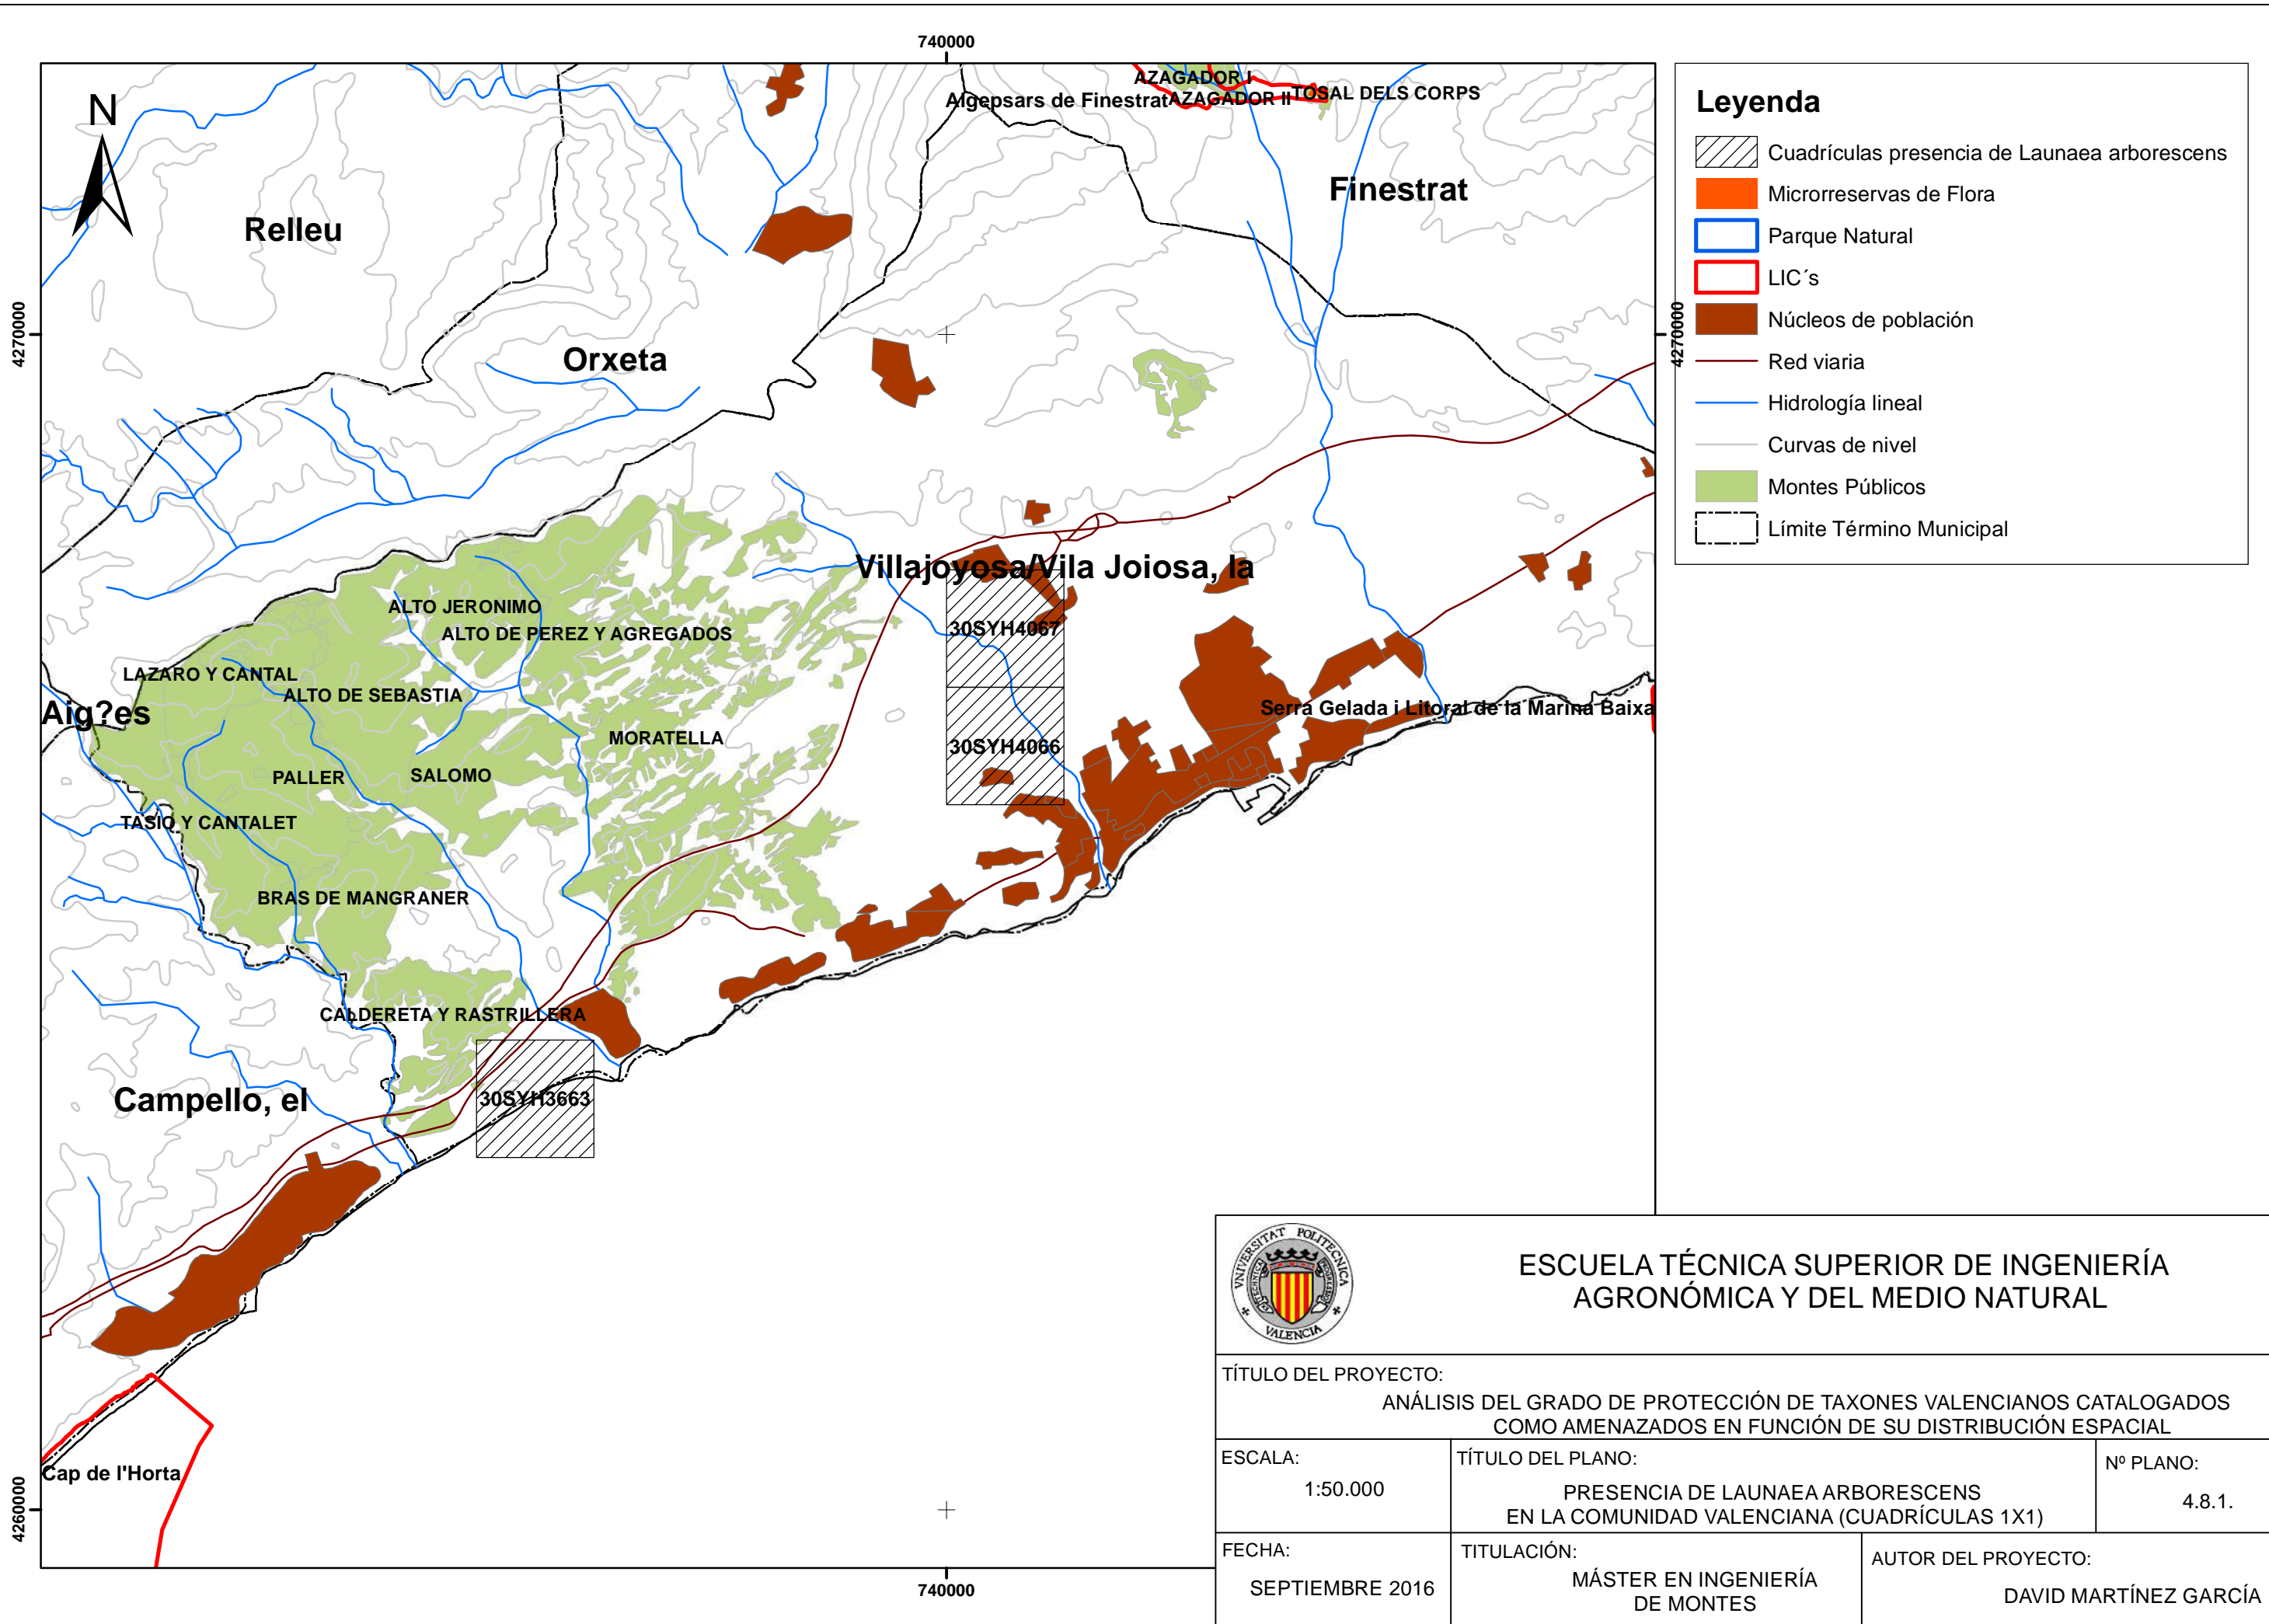 740000
N
AZAGADOR I
Algepsars de Finestrat
AZAGADOR II
TOSAL DELS CORPS
Relleu
Finestrat
4270000
4270000
Orxeta
Villajoyosa/Vila Joiosa, la
ALTO JERONIMO
ALTO DE PEREZ Y AGREGADOS
30SYH4067
LAZARO Y CANTAL
ALTO DE SEBASTIA
Aig?es
Serra Gelada i Litoral de la Marina Baixa
MORATELLA
30SYH4066
PALLER
SALOMO
TASIO Y CANTALET
BRAS DE MANGRANER
CALDERETA Y RASTRILLERA
Campello, el
30SYH3663
Cap de l'Horta
4260000
740000
Leyenda
Cuadrículas presencia de Launaea arborescens
Microrreservas de Flora
Parque Natural
LIC´s
Núcleos de población
Red viaria
Hidrología lineal
Curvas de nivel
Montes Públicos
Límite Término Municipal
VNIVERSITAT POLITECNICA
VALENCIA
ESCUELA TÉCNICA SUPERIOR DE INGENIERÍA
AGRONÓMICA Y DEL MEDIO NATURAL
TÍTULO DEL PROYECTO:
ANÁLISIS DEL GRADO DE PROTECCIÓN DE TAXONES VALENCIANOS CATALOGADOS
COMO AMENAZADOS EN FUNCIÓN DE SU DISTRIBUCIÓN ESPACIAL
ESCALA:
1:50.000
TÍTULO DEL PLANO:
PRESENCIA DE LAUNAEA ARBORESCENS
EN LA COMUNIDAD VALENCIANA (CUADRÍCULAS 1X1)
Nº PLANO:
4.8.1.
FECHA:
SEPTIEMBRE 2016
TITULACIÓN:
MÁSTER EN INGENIERÍA
DE MONTES
AUTOR DEL PROYECTO:
DAVID MARTÍNEZ GARCÍA